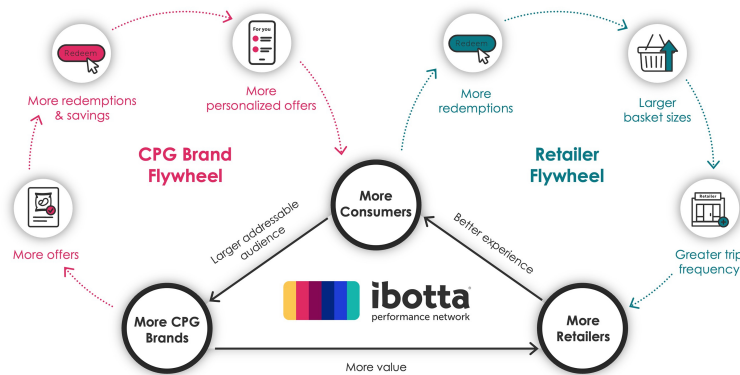 For you
Redeem
Redeem
More redemptions
& savings
More
personalized offers
More
redemptions
Larger
basket sizes
CPG Brand
Flywheel
Retailer
Flywheel
More
Consumers
Retailer
More offers
Larger addressable
audience
Better experience
Greater trip
frequency
ibotta
performance network
More CPG
Brands
More
Retailers
More value